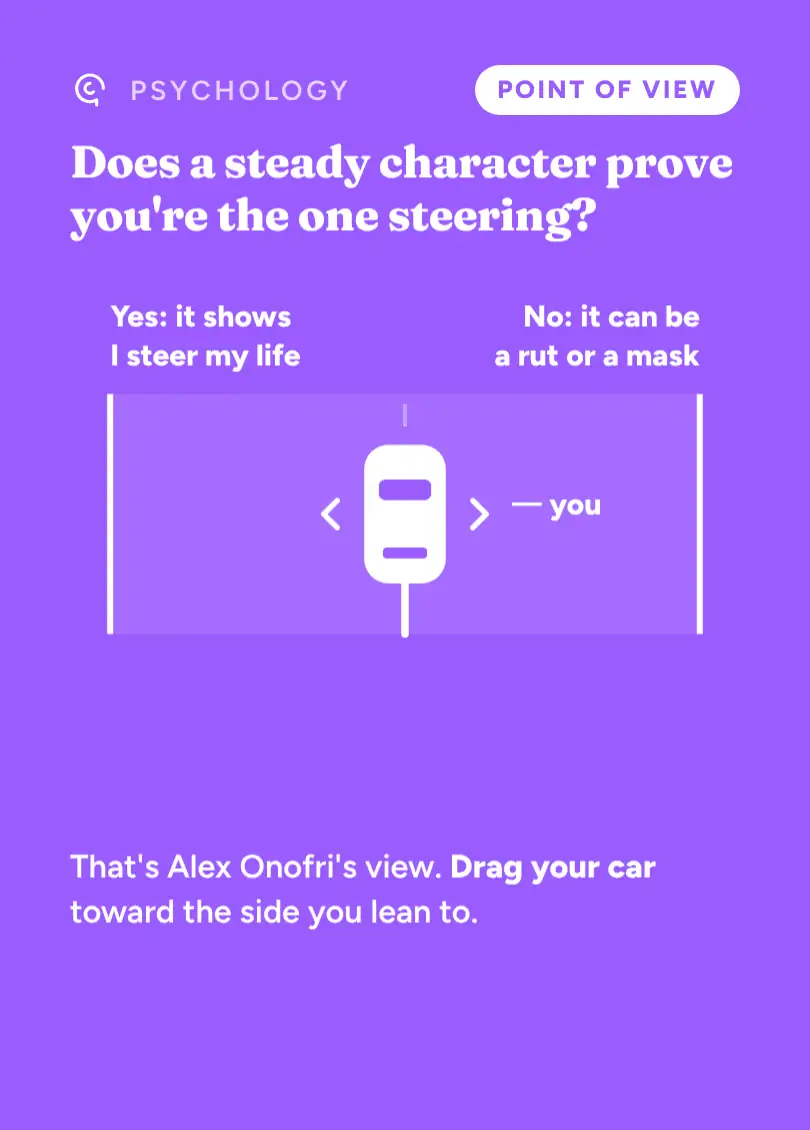 PSYCHOLOGY
POINT OF VIEW
Does a steady character prove
you're the one steering?
Yes: it shows
I steer my life
No: it can be
a rut or a mask
— you
That's Alex Onofri's view. Drag your car
toward the side you lean to.